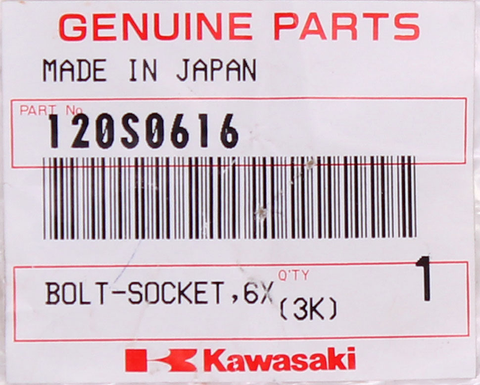 GENUINE PARTS
MADE IN JAPAN
PART No.
120S0616
BOLT-SOCKET,6X
Q'TY
(3K)
1
Kawasaki